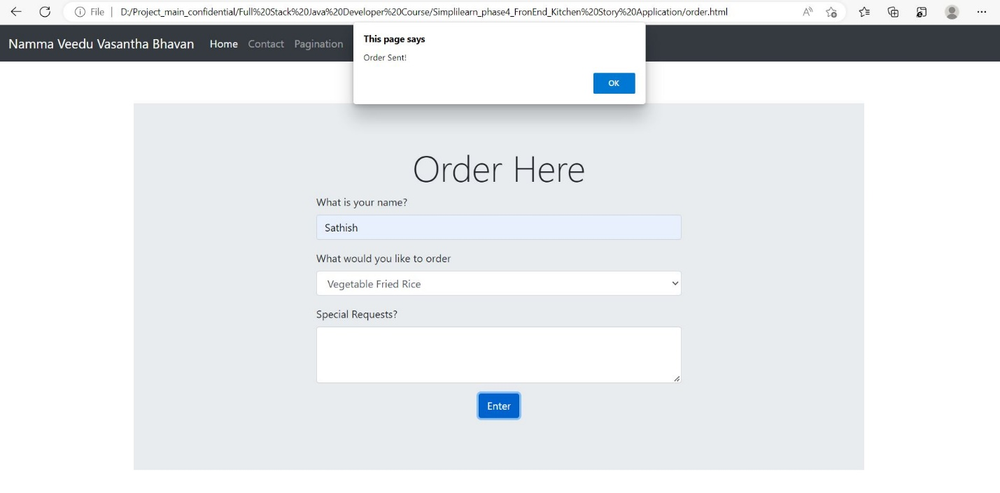 File | D:/Project_main_confidential/Full%20Stack%20Java%20Developer%20Course/Simplilearn_phase4_FronEnd_Kitchen%20Story%20Application/order.html
Namma Veedu Vasantha Bhavan Home Contact Pagination
This page says
Order Sent!
OK
Order Here
What is your name?
Sathish
What would you like to order
Vegetable Fried Rice
Special Requests?
Enter